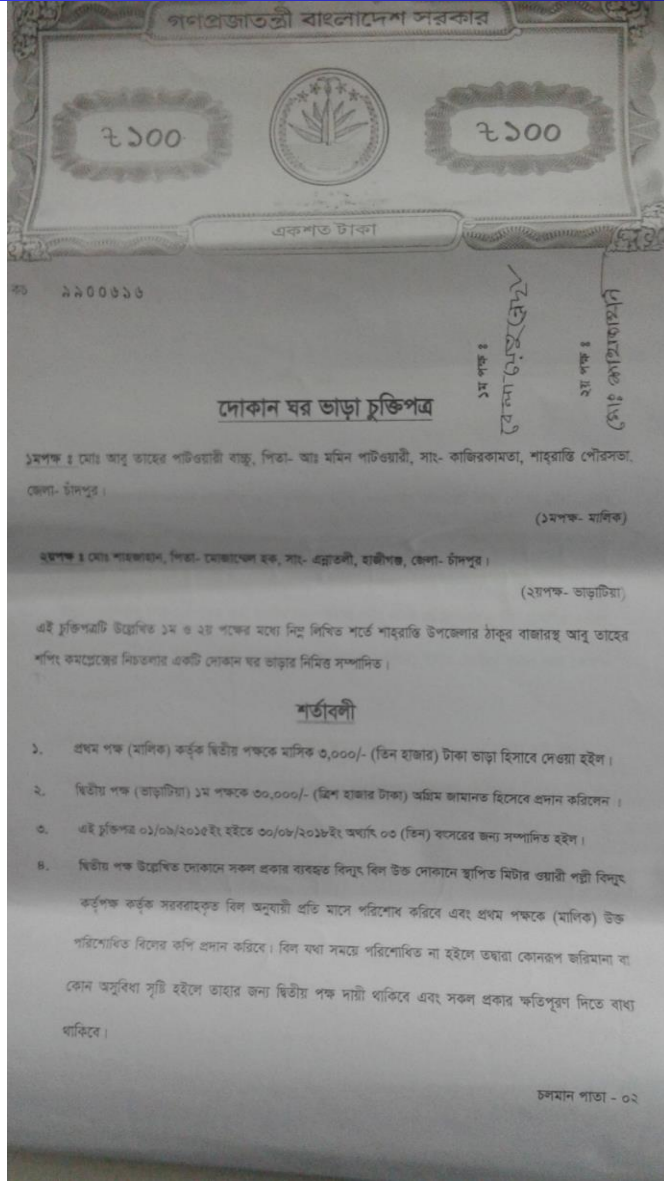 গণপ্রজাতন্ত্রী বাংলাদেশ সরকার
৳১০০
৳১০০
একশত টাকা
কচ ৯৯০০৬১৬
১ম পক্ষ ঃ
২য় পক্ষ ঃ
মোঃ শাহজাহান
দোকান ঘর ভাড়া চুক্তিপত্র
১মপক্ষ ঃ মোঃ আবু তাহের পাটওয়ারী বাচ্চু, পিতা- আঃ মমিন পাটওয়ারী, সাং- কাজিরকামতা, শাহরাস্তি পৌরসভা,
জেলা- চাঁদপুর।
(১মপক্ষ- মালিক)
২য়পক্ষ ঃ মোঃ শাহজাহান, পিতা- মোজাম্মেল হক, সাং- এন্নাতলী, হাজীগঞ্জ, জেলা- চাঁদপুর।
(২য়পক্ষ- ভাড়াটিয়া)
এই চুক্তিপত্রটি উল্লেখিত ১ম ও ২য় পক্ষের মধ্যে নিম্ন লিখিত শর্তে শাহরাস্তি উপজেলার ঠাকুর বাজারস্থ আবু তাহের
শপিং কমপ্লেক্সের নিচতলার একটি দোকান ঘর ভাড়ার নিমিত্ত সম্পাদিত।
শর্তাবলী
১. প্রথম পক্ষ (মালিক) কর্তৃক দ্বিতীয় পক্ষকে মাসিক ৩,০০০/- (তিন হাজার) টাকা ভাড়া হিসাবে দেওয়া হইল।
২. দ্বিতীয় পক্ষ (ভাড়াটিয়া) ১ম পক্ষকে ৩০,০০০/- (ত্রিশ হাজার টাকা) অগ্রিম জামানত হিসেবে প্রদান করিলেন ।
৩. এই চুক্তিপত্র ০১/০৯/২০১৫ইং হইতে ৩০/০৮/২০১৮ইং অর্থাৎ ০৩ (তিন) বৎসরের জন্য সম্পাদিত হইল।
৪. দ্বিতীয় পক্ষ উল্লেখিত দোকানে সকল প্রকার ব্যবহৃত বিদ্যুৎ বিল উক্ত দোকানে স্থাপিত মিটার ওয়ারী পল্লী বিদ্যুৎ
কর্তৃপক্ষ কর্তৃক সরবরাহকৃত বিল অনুযায়ী প্রতি মাসে পরিশোধ করিবে এবং প্রথম পক্ষকে (মালিক) উক্ত
পরিশোধিত বিলের কপি প্রদান করিবে। বিল যথা সময়ে পরিশোধিত না হইলে তদ্বারা কোনরূপ জরিমানা বা
কোন অসুবিধা সৃষ্টি হইলে তাহার জন্য দ্বিতীয় পক্ষ দায়ী থাকিবে এবং সকল প্রকার ক্ষতিপূরণ দিতে বাধ্য
থাকিবে।
চলমান পাতা - ০২